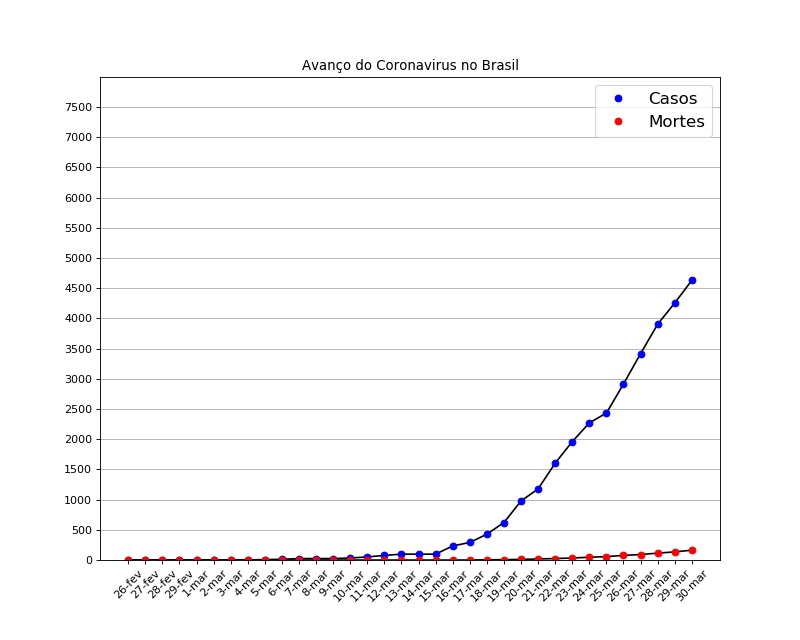 Avanço do Coronavirus no Brasil
Casos
Mortes
7500
7000
6500
6000
5500
5000
4500
4000
3500
3000
2500
2000
1500
1000
500
0
26-fev
27-fev
28-fev
29-fev
1-mar
2-mar
3-mar
4-mar
5-mar
6-mar
7-mar
8-mar
9-mar
10-mar
11-mar
12-mar
13-mar
14-mar
15-mar
16-mar
17-mar
18-mar
19-mar
20-mar
21-mar
22-mar
23-mar
24-mar
25-mar
26-mar
27-mar
28-mar
29-mar
30-mar